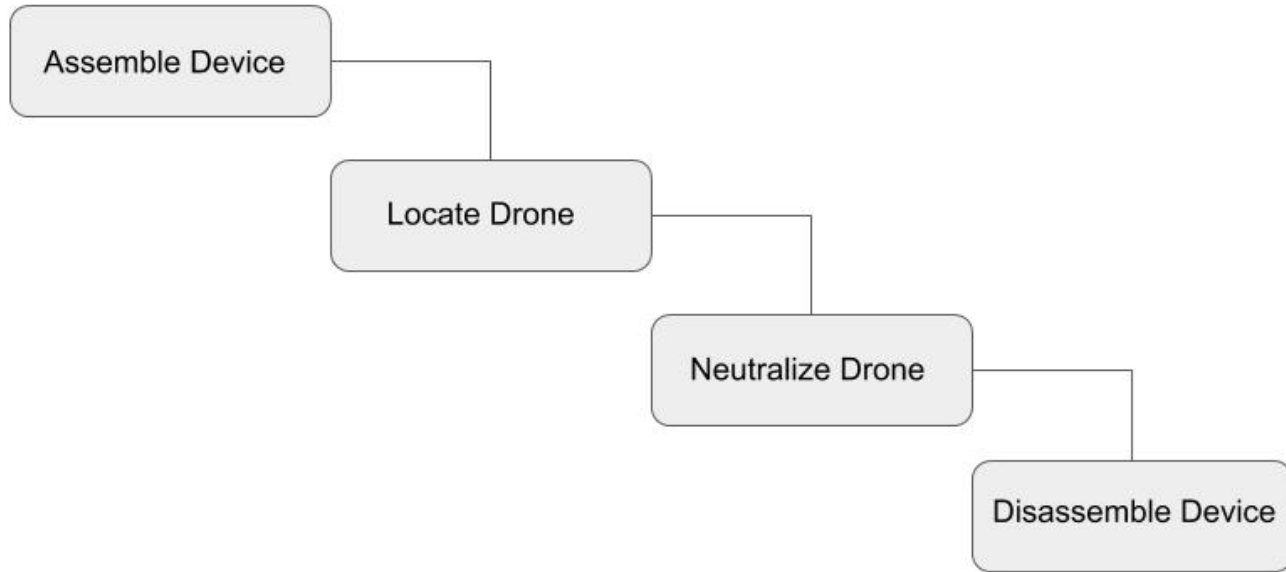 Assemble Device
Locate Drone
Neutralize Drone
Disassemble Device